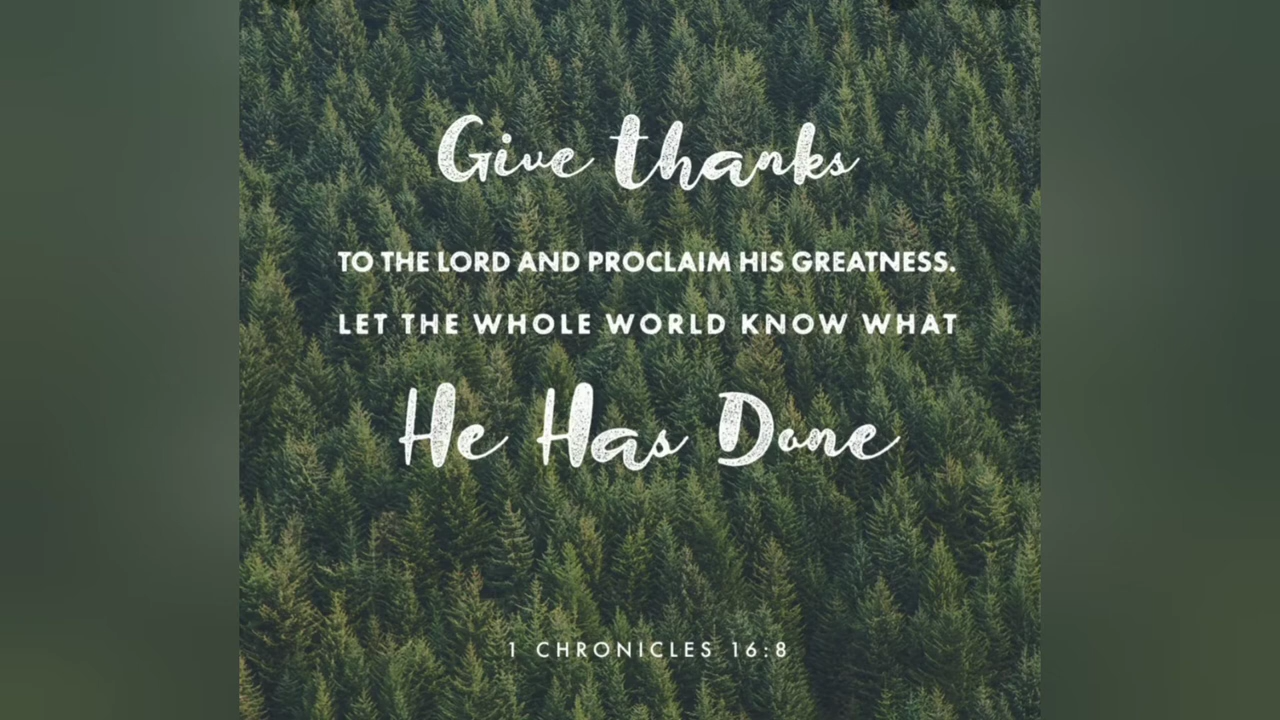 Give thanks
TO THE LORD AND PROCLAIM HIS GREATNESS.
LET THE WHOLE WORLD KNOW WHAT
He Has Done
1 CHRONICLES 16:8